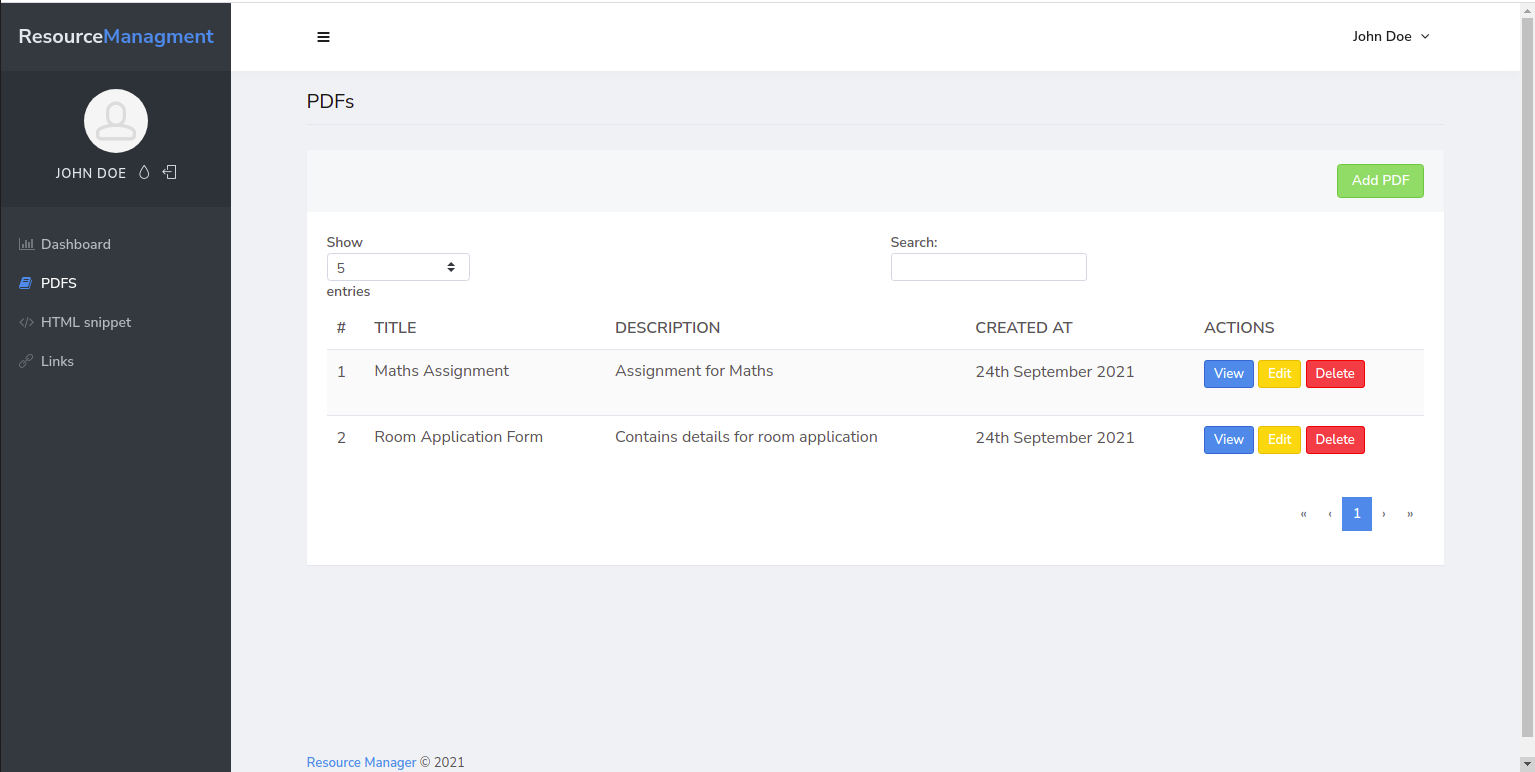 ResourceManagment
John Doe
JOHN DOE
Dashboard
PDFS
HTML snippet
Links
PDFs
Add PDF
Show
5
entries
Search:
# TITLE DESCRIPTION CREATED AT ACTIONS
1 Maths Assignment Assignment for Maths 24th September 2021 View Edit Delete
2 Room Application Form Contains details for room application 24th September 2021 View Edit Delete
« ‹ 1 › »
Resource Manager © 2021